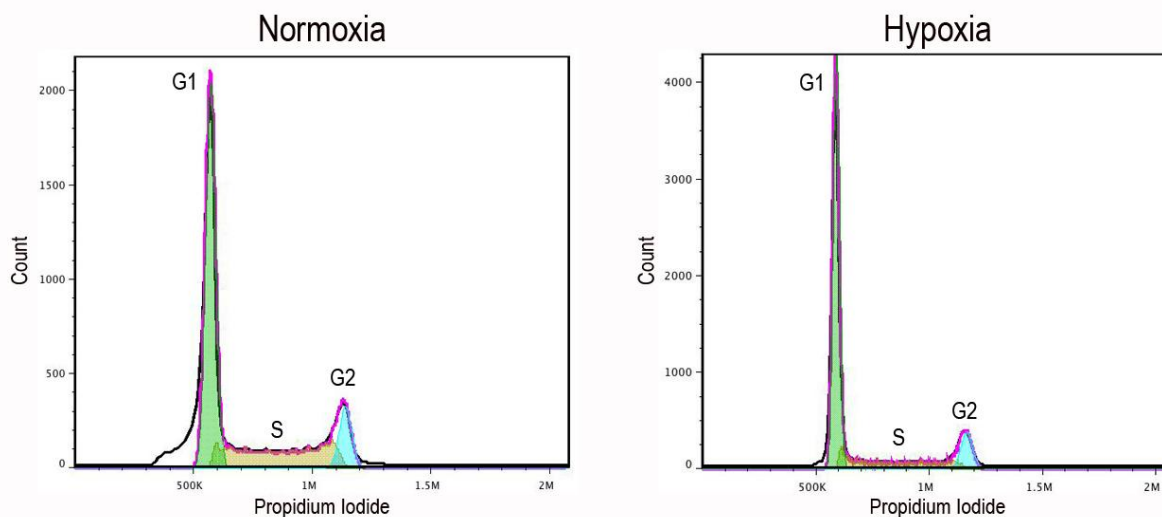 Normoxia
G1
2000
1500
1000
500
0
Count
S
G2
500K
1M
1.5M
2M
Propidium Iodide
Hypoxia
G1
4000
3000
2000
1000
0
Count
S
G2
500K
1M
1.5M
2M
Propidium Iodide